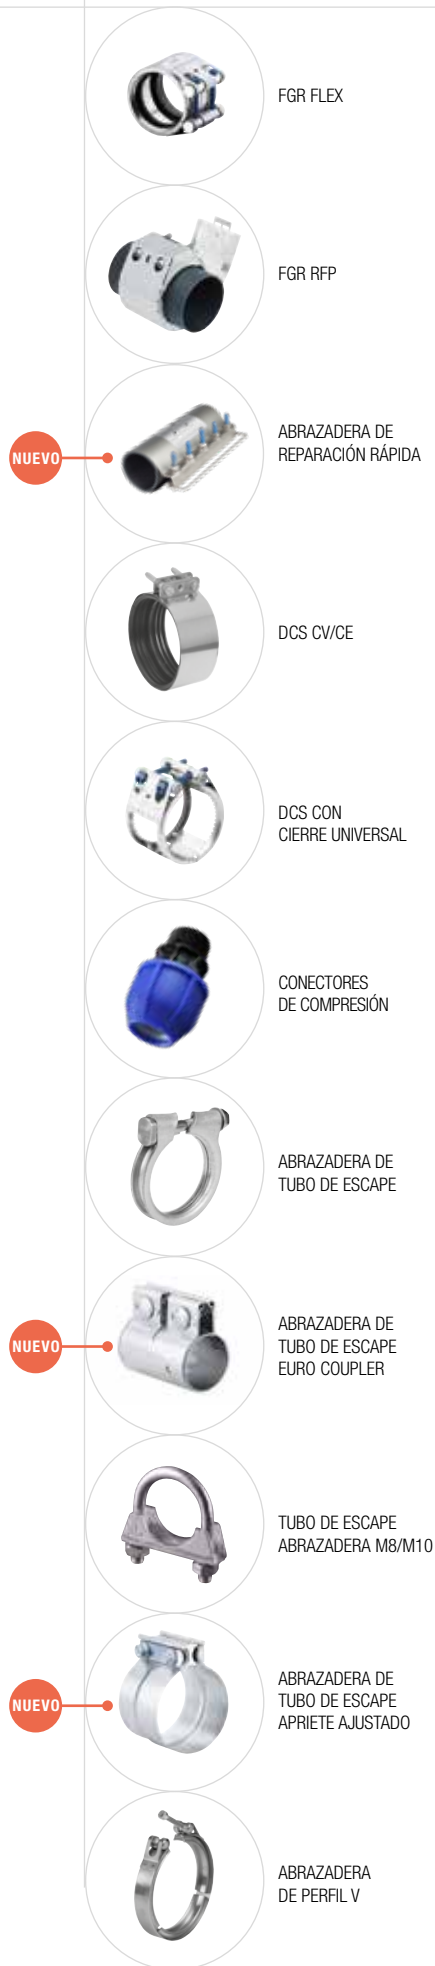 FGR FLEX
FGR RFP
NUEVO
ABRAZADERA DE
REPARACIÓN RÁPIDA
DCS CV/CE
DCS CON
CIERRE UNIVERSAL
CONECTORES
DE COMPRESIÓN
ABRAZADERA DE
TUBO DE ESCAPE
NUEVO
ABRAZADERA DE
TUBO DE ESCAPE
EURO COUPLER
TUBO DE ESCAPE
ABRAZADERA M8/M10
NUEVO
ABRAZADERA DE
TUBO DE ESCAPE
APRIETE AJUSTADO
ABRAZADERA
DE PERFIL V